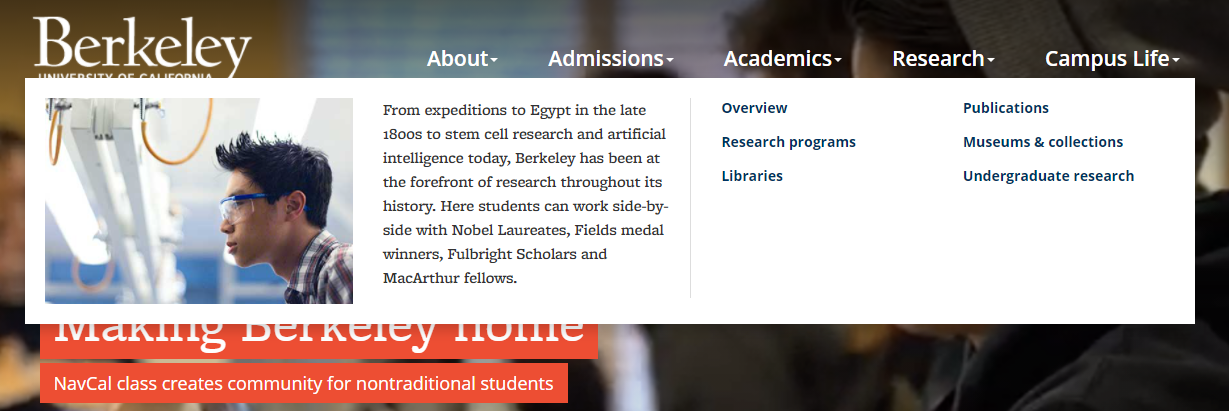 Berkeley
UNIVERSITY OF CALIFORNIA
About
Admissions
Academics
Research
Campus Life
From expeditions to Egypt in the late
1800s to stem cell research and artificial
intelligence today, Berkeley has been at
the forefront of research throughout its
history. Here students can work side-by-
side with Nobel Laureates, Fields medal
winners, Fulbright Scholars and
MacArthur fellows.
Overview
Research programs
Libraries
Publications
Museums & collections
Undergraduate research
Making Berkeley home
NavCal class creates community for nontraditional students